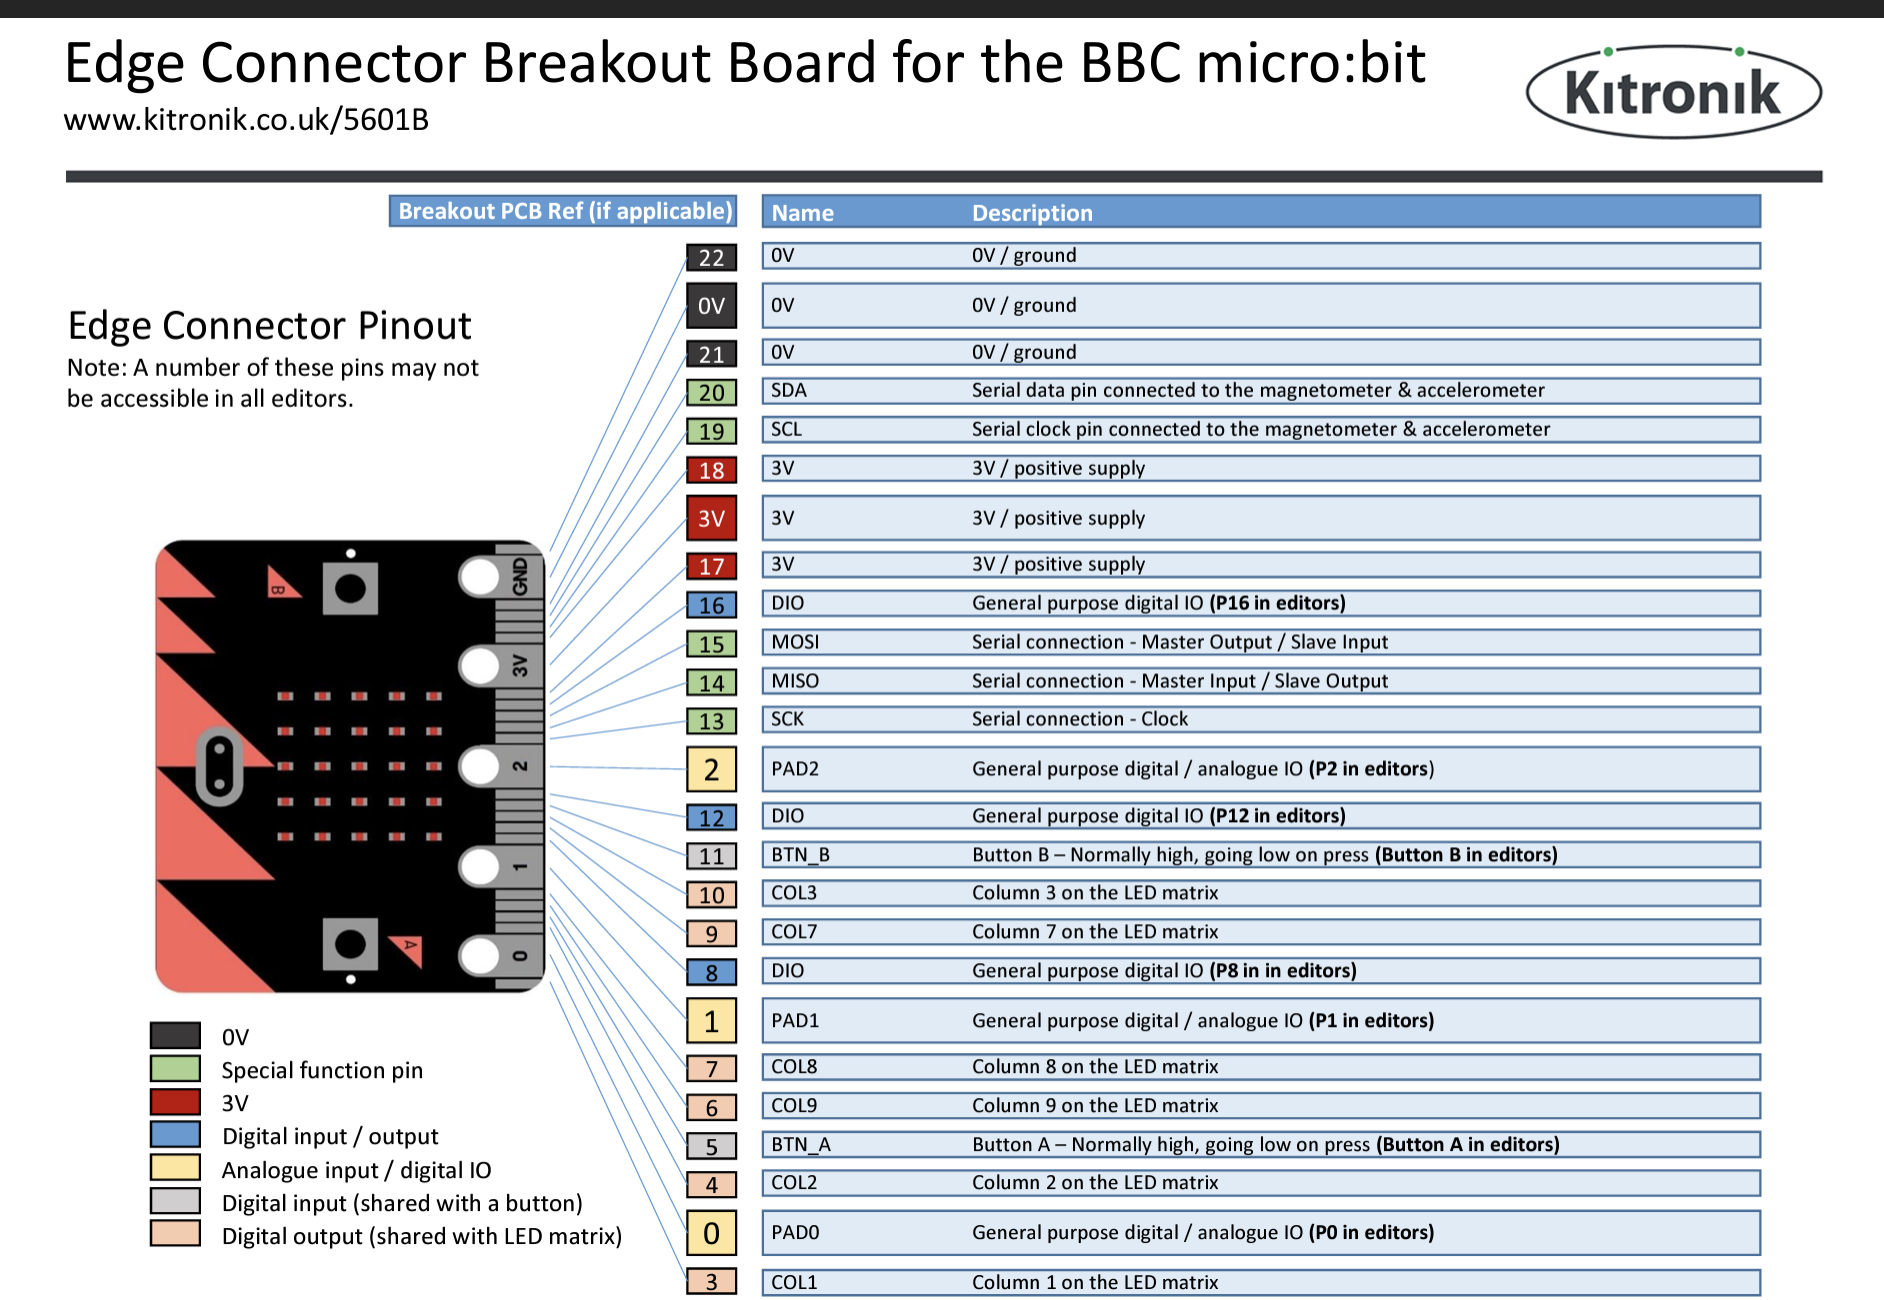 Edge Connector Breakout Board for the BBC micro:bit
www.kitronik.co.uk/5601B
Kitronik
Breakout PCB Ref (if applicable) Name Description
22 0V 0V / ground
0V 0V 0V / ground
21 0V 0V / ground
20 SDA Serial data pin connected to the magnetometer & accelerometer
19 SCL Serial clock pin connected to the magnetometer & accelerometer
18 3V 3V / positive supply
3V 3V 3V / positive supply
17 3V 3V / positive supply
16 DIO General purpose digital IO (P16 in editors)
15 MOSI Serial connection - Master Output / Slave Input
14 MISO Serial connection - Master Input / Slave Output
13 SCK Serial connection - Clock
2 PAD2 General purpose digital / analogue IO (P2 in editors)
12 DIO General purpose digital IO (P12 in editors)
11 BTN_B Button B – Normally high, going low on press (Button B in editors)
10 COL3 Column 3 on the LED matrix
9 COL7 Column 7 on the LED matrix
8 DIO General purpose digital IO (P8 in in editors)
1 PAD1 General purpose digital / analogue IO (P1 in editors)
7 COL8 Column 8 on the LED matrix
6 COL9 Column 9 on the LED matrix
5 BTN_A Button A – Normally high, going low on press (Button A in editors)
4 COL2 Column 2 on the LED matrix
0 PAD0 General purpose digital / analogue IO (P0 in editors)
3 COL1 Column 1 on the LED matrix
Edge Connector Pinout
Note: A number of these pins may not
be accessible in all editors.
B
GND
3V
2
1
A
0
0V
Special function pin
3V
Digital input / output
Analogue input / digital IO
Digital input (shared with a button)
Digital output (shared with LED matrix)